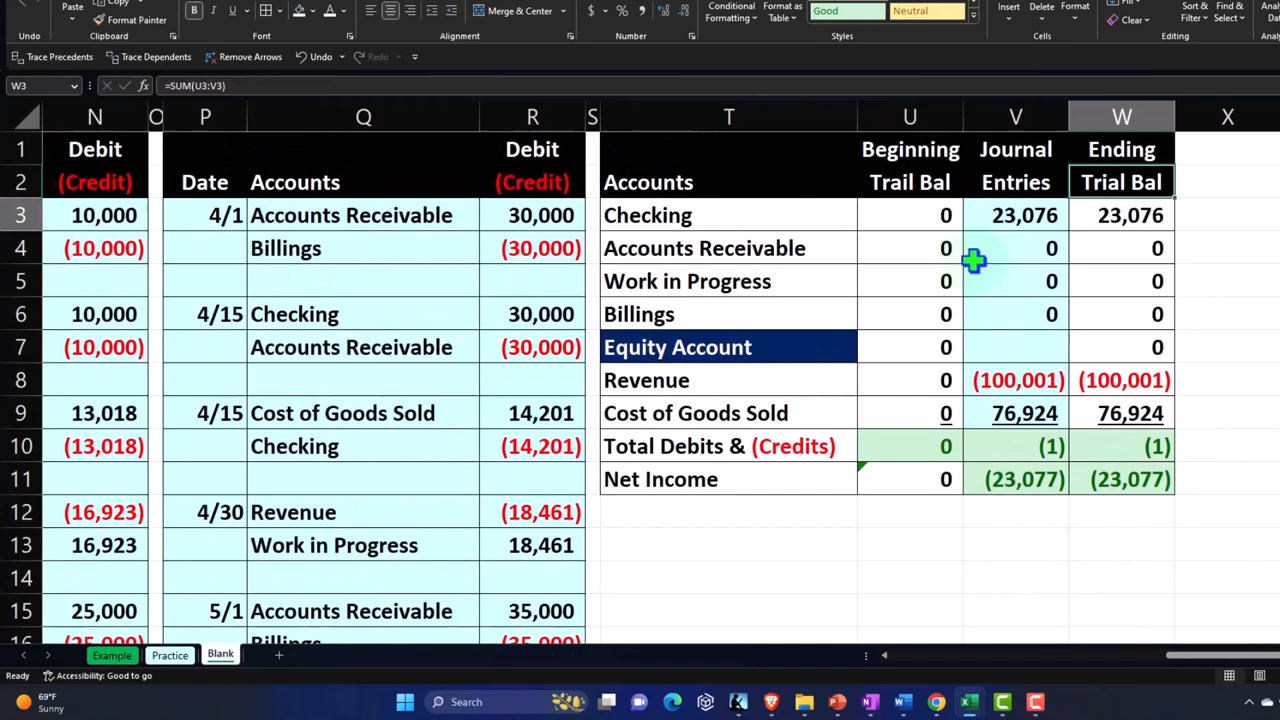 Paste
Format Painter
B I U
Merge & Center
$ % 9
Conditional Format as
Formatting Table
Good
Neutral
Insert Delete Format
Fill
Clear
Sort & Find &
Filter Select
Undo
Clipboard
Font
Alignment
Number
Styles
Cells
Editing
Trace Precedents Trace Dependents Remove Arrows Undo Redo
W3 fx =SUM(U3:V3)
N O P Q R S T U V W X
1 Debit Debit Beginning Journal Ending
2 (Credit) Date Accounts (Credit) Accounts Trail Bal Entries Trial Bal
3 10,000 4/1 Accounts Receivable 30,000 Checking 0 23,076 23,076
4 (10,000) Billings (30,000) Accounts Receivable 0 0 0
5 Work in Progress 0 0 0
6 10,000 4/15 Checking 30,000 Billings 0 0 0
7 (10,000) Accounts Receivable (30,000) Equity Account 0 0
8 Revenue 0 (100,001) (100,001)
9 13,018 4/15 Cost of Goods Sold 14,201 Cost of Goods Sold 0 76,924 76,924
10 (13,018) Checking (14,201) Total Debits & (Credits) 0 (1) (1)
11 Net Income 0 (23,077) (23,077)
12 (16,923) 4/30 Revenue (18,461)
13 16,923 Work in Progress 18,461
14
15 25,000 5/1 Accounts Receivable 35,000
16 (25,000) Billings (35,000)
Example Practice Blank
Ready Accessibility: Good to go
69°F
Sunny
Search